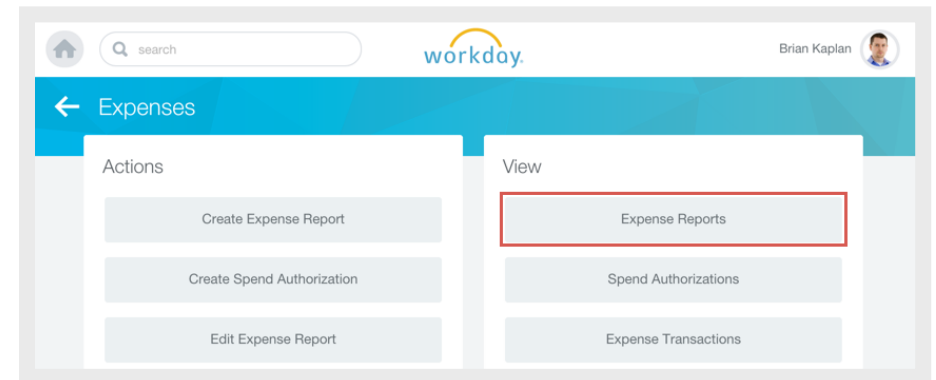 search
workday.
Brian Kaplan
Expenses
Actions
Create Expense Report
Create Spend Authorization
Edit Expense Report
View
Expense Reports
Spend Authorizations
Expense Transactions